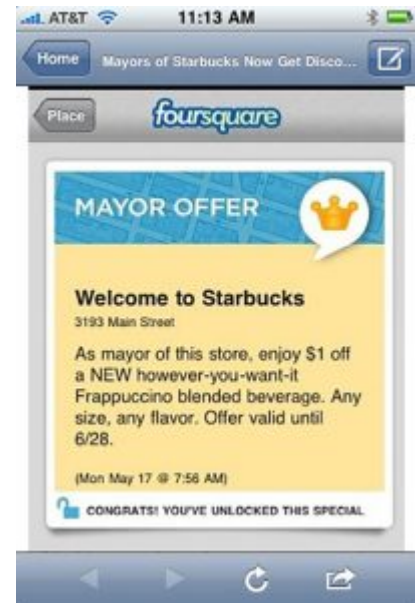 AT&T 11:13 AM
Home Mayors of Starbucks Now Get Disco...
Place foursquare
MAYOR OFFER
Welcome to Starbucks
3193 Main Street
As mayor of this store, enjoy $1 off
a NEW however-you-want-it
Frappuccino blended beverage. Any
size, any flavor. Offer valid until
6/28.
(Mon May 17 @ 7:56 AM)
CONGRATS! YOU'VE UNLOCKED THIS SPECIAL